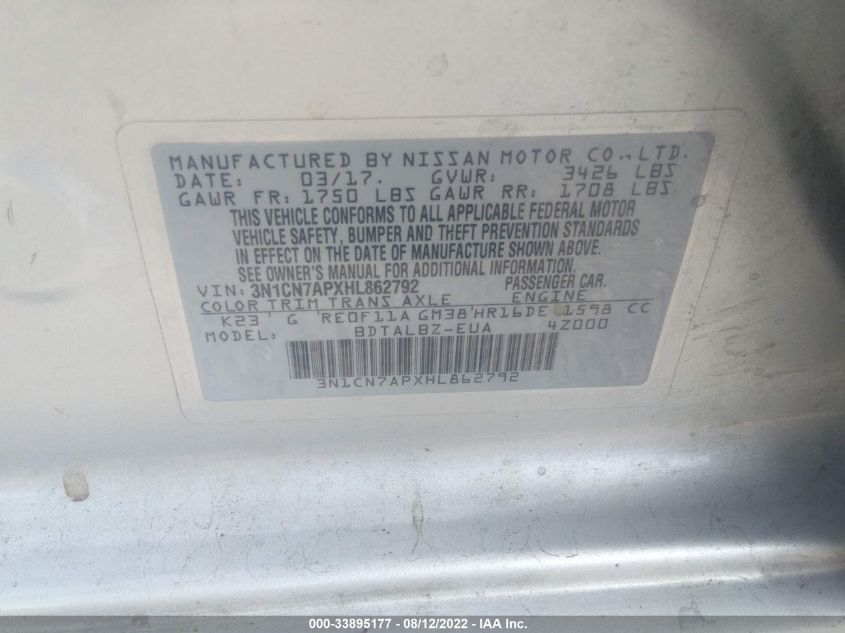 MANUFACTURED BY NISSAN MOTOR CO., LTD.
DATE: 03/17. GVWR: 3426 LBS
GAWR FR: 1750 LBS GAWR RR: 1708 LBS
THIS VEHICLE CONFORMS TO ALL APPLICABLE FEDERAL MOTOR
VEHICLE SAFETY, BUMPER AND THEFT PREVENTION STANDARDS
IN EFFECT ON THE DATE OF MANUFACTURE SHOWN ABOVE.
SEE OWNER'S MANUAL FOR ADDITIONAL INFORMATION.
VIN: 3N1CN7APXHL862792 PASSENGER CAR.
COLOR TRIM TRANS AXLE ENGINE
K23 G RE0F11A GM38 HR16DE 1598 CC
MODEL: BDTALBZ-EUA 4Z000
3N1CN7APXHL862792
000-33895177 - 08/12/2022 - IAA Inc.